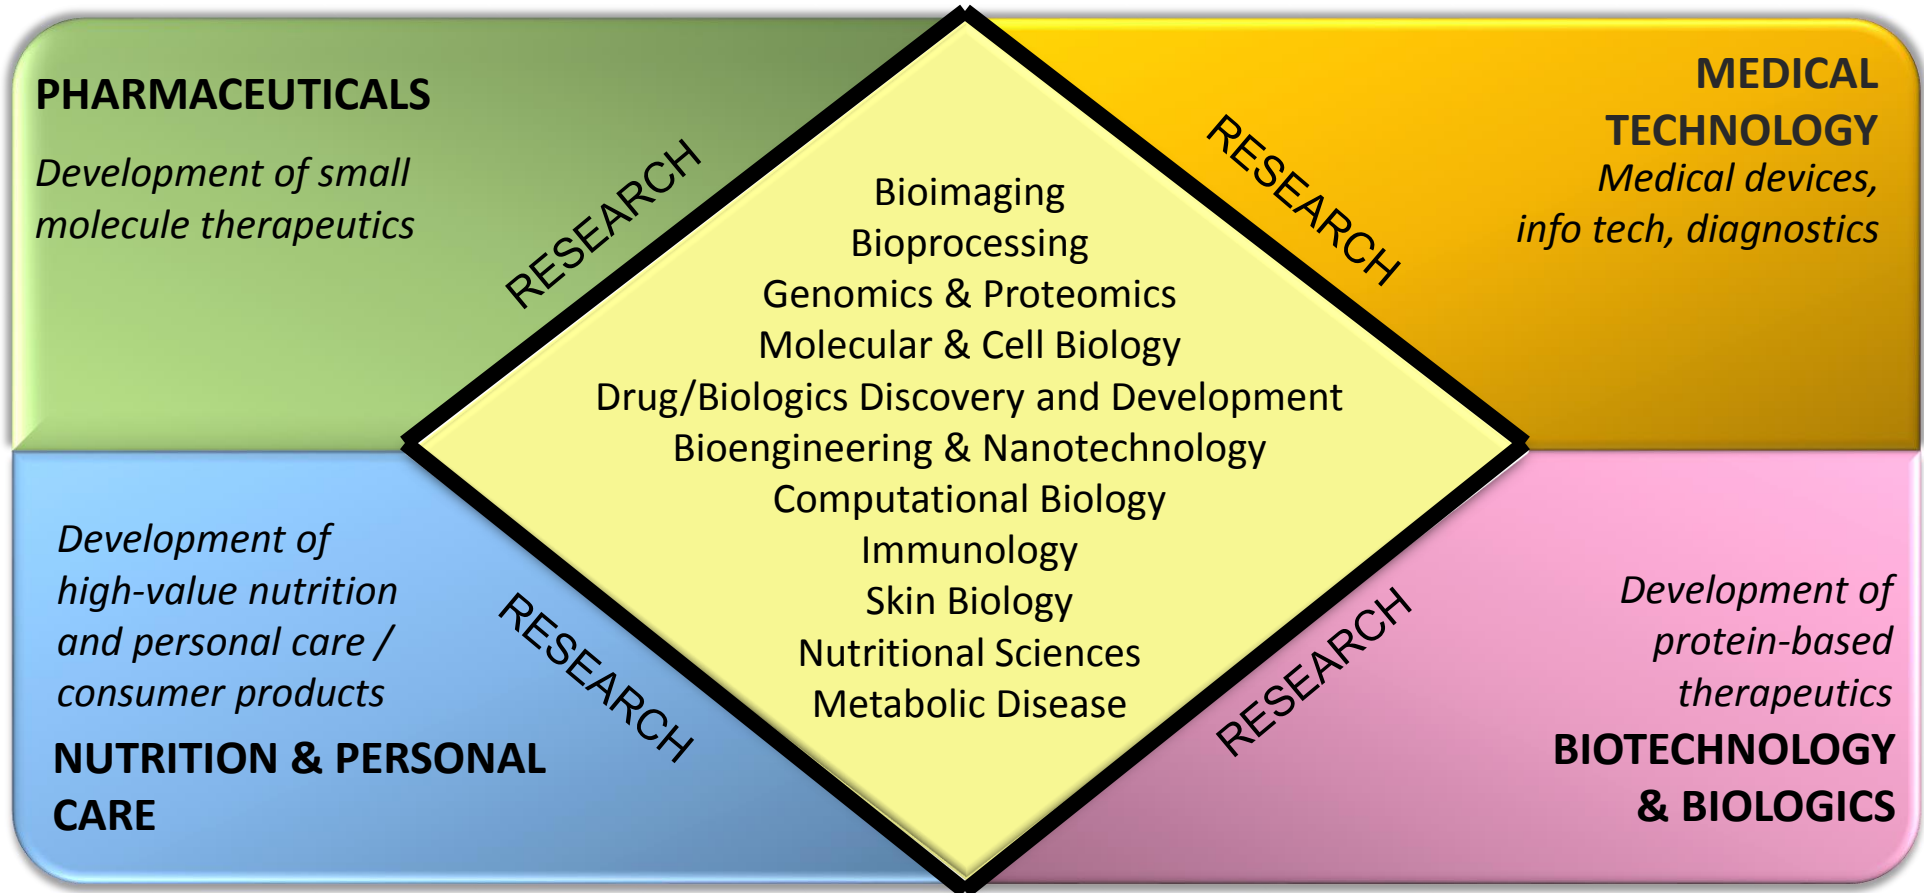 PHARMACEUTICALS
Development of small
molecule therapeutics
RESEARCH
MEDICAL
TECHNOLOGY
Medical devices,
info tech, diagnostics
RESEARCH
Bioimaging
Bioprocessing
Genomics & Proteomics
Molecular & Cell Biology
Drug/Biologics Discovery and Development
Bioengineering & Nanotechnology
Computational Biology
Immunology
Skin Biology
Nutritional Sciences
Metabolic Disease
Development of
high-value nutrition
and personal care /
consumer products
NUTRITION & PERSONAL
CARE
RESEARCH
RESEARCH
Development of
protein-based
therapeutics
BIOTECHNOLOGY
& BIOLOGICS